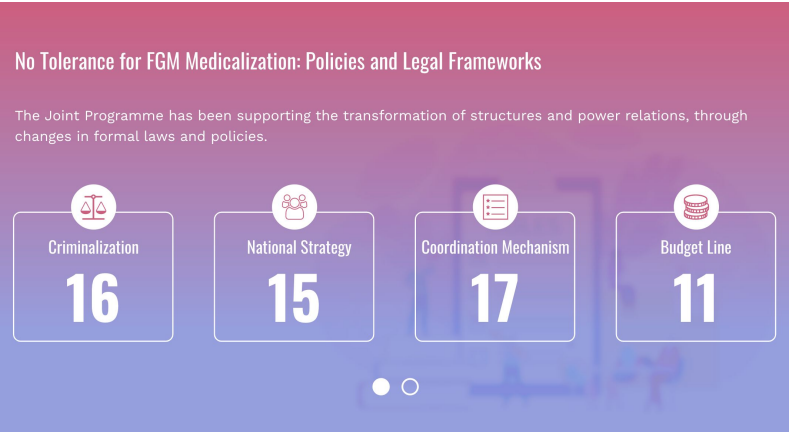 No Tolerance for FGM Medicalization: Policies and Legal Frameworks
The Joint Programme has been supporting the transformation of structures and power relations, through
changes in formal laws and policies.
Criminalization
16
National Strategy
15
Coordination Mechanism
17
Budget Line
11